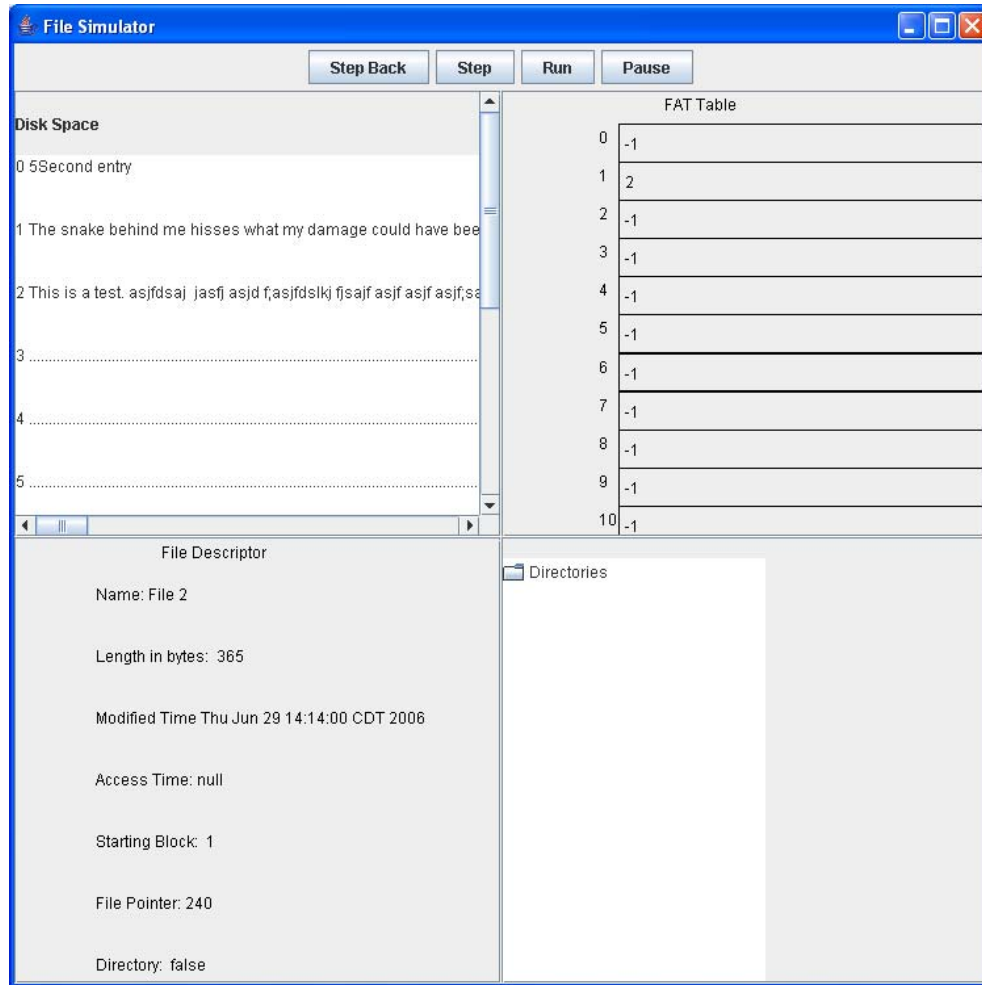 File Simulator
Step Back Step Run Pause
Disk Space
0 5Second entry
1 The snake behind me hisses what my damage could have bee
2 This is a test. asjfdsaj jasfj asjd f;asjfdslkj fjsajf asjf asjf asjf;sa
3 ................................................................................
4 ................................................................................
5 ................................................................................
FAT Table
0 -1
1 2
2 -1
3 -1
4 -1
5 -1
6 -1
7 -1
8 -1
9 -1
10 -1
File Descriptor
Name: File 2
Length in bytes: 365
Modified Time Thu Jun 29 14:14:00 CDT 2006
Access Time: null
Starting Block: 1
File Pointer: 240
Directory: false
Directories